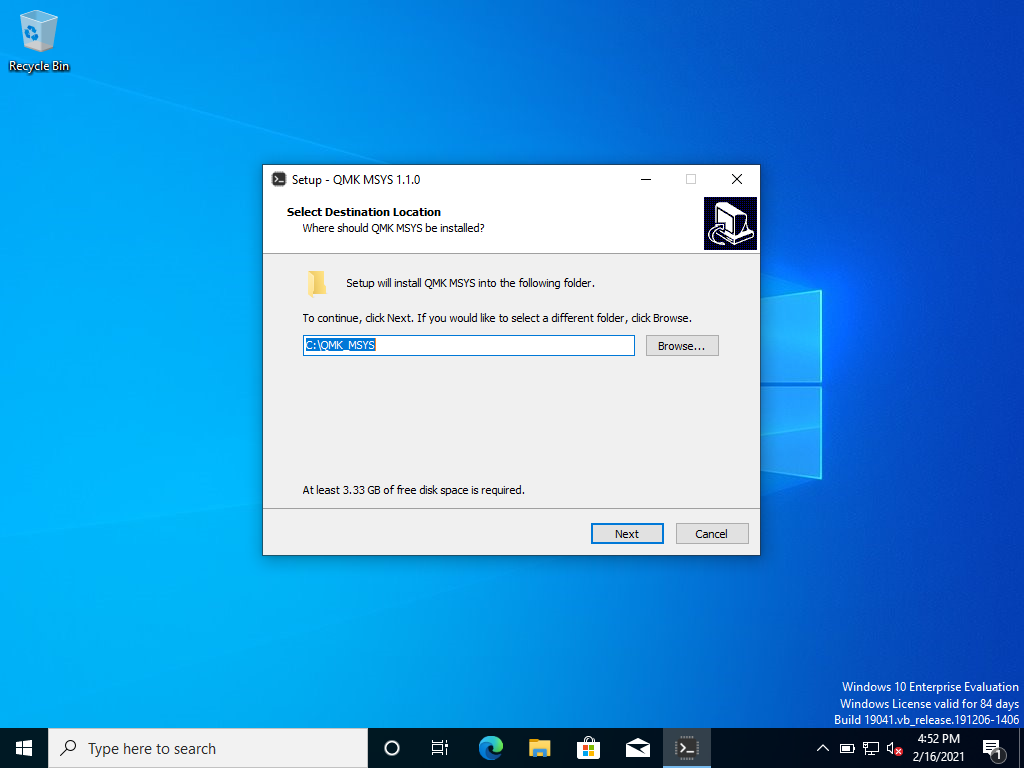 Recycle Bin
Setup - QMK MSYS 1.1.0
Select Destination Location
Where should QMK MSYS be installed?
Setup will install QMK MSYS into the following folder.
To continue, click Next. If you would like to select a different folder, click Browse.
C:\QMK_MSYS
Browse...
At least 3.33 GB of free disk space is required.
Next
Cancel
Windows 10 Enterprise Evaluation
Windows License valid for 84 days
Build 19041.vb_release.191206-1406
Type here to search
4:52 PM
2/16/2021
1